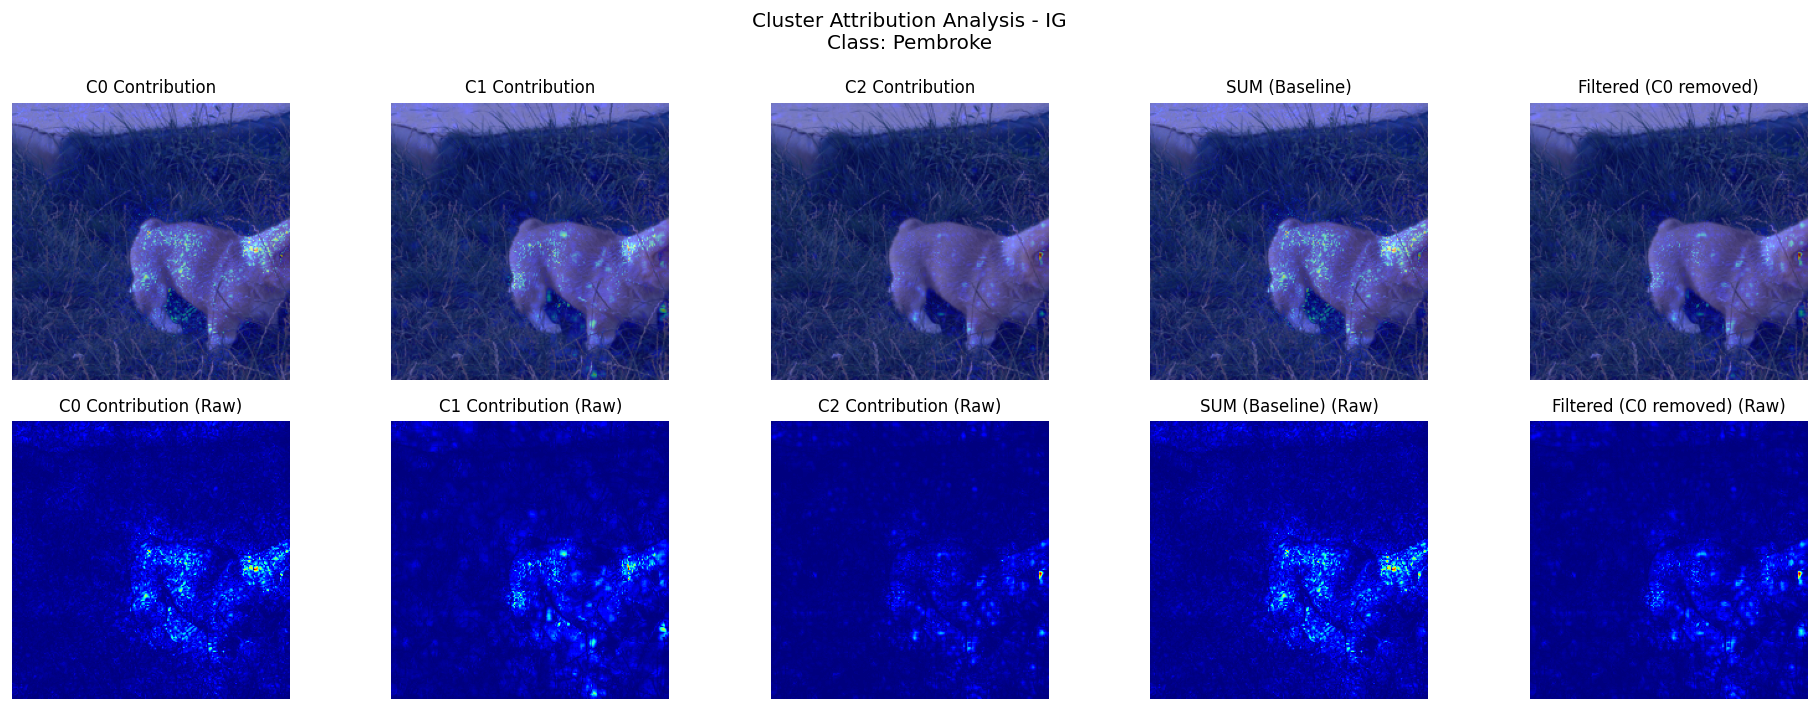 Cluster Attribution Analysis - IG
Class: Pembroke
C0 Contribution
C1 Contribution
C2 Contribution
SUM (Baseline)
Filtered (C0 removed)
C0 Contribution (Raw)
C1 Contribution (Raw)
C2 Contribution (Raw)
SUM (Baseline) (Raw)
Filtered (C0 removed) (Raw)